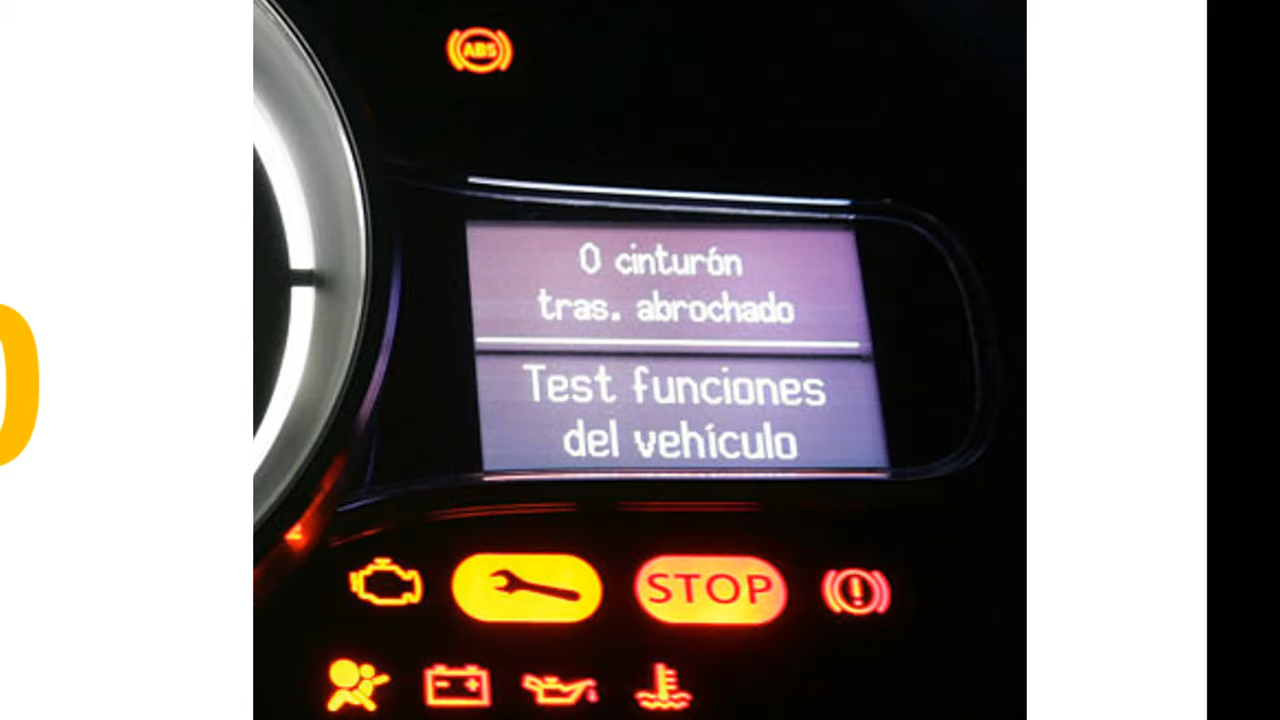 ABS
0 cinturón
tras. abrochado
Test funciones
del vehículo
STOP